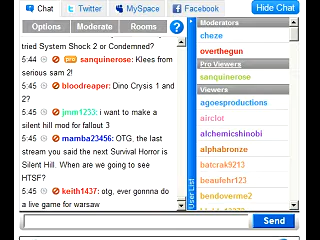 Chat Twitter MySpace Facebook Hide Chat
Options Moderate Rooms ?
tried System Shock 2 or Condemned?
5:44 pro sanquinerose: Klees from
serious sam 2!
5:45 bloodreaper: Dino Crysis 1 and
2?
5:45 jmm1233: i want to make a
silent hill mod for fallout 3
5:45 mamba23456: OTG, the last
stream you said the next Survival Horror is
Silent Hill. When are we going to see
HTSF?
5:45 keith1437: otg, ever gonnna do
a live game for warsaw
User List
Moderators
cheze
overthegun
Pro Viewers
sanquinerose
Viewers
agoesproductions
airclot
alchemicshinobi
alphabronze
batcrak9213
beaufehr123
bendoverme2
Send